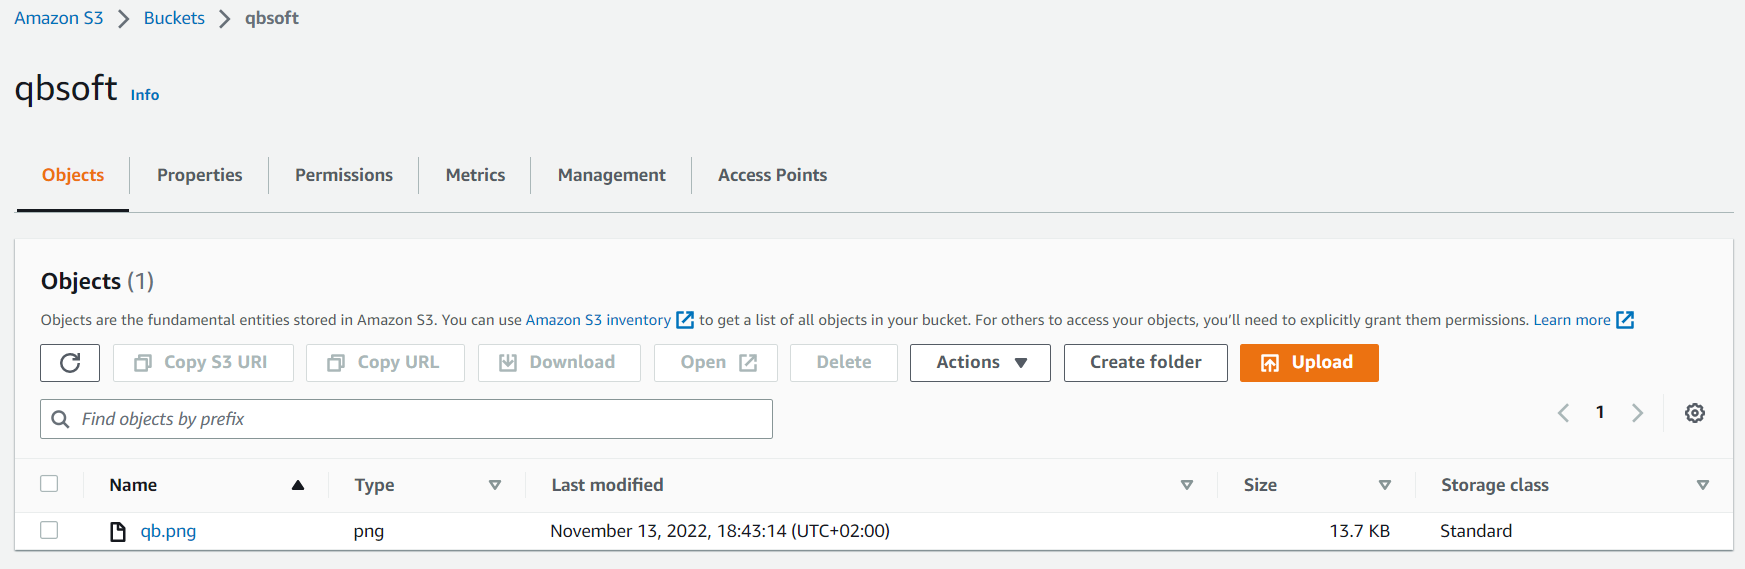 Amazon S3 > Buckets > qbsoft
qbsoft Info
Objects Properties Permissions Metrics Management Access Points
Objects (1)
Objects are the fundamental entities stored in Amazon S3. You can use Amazon S3 inventory to get a list of all objects in your bucket. For others to access your objects, you’ll need to explicitly grant them permissions. Learn more
Copy S3 URI Copy URL Download Open Delete Actions Create folder Upload
Find objects by prefix
1
Name Type Last modified Size Storage class
qb.png png November 13, 2022, 18:43:14 (UTC+02:00) 13.7 KB Standard